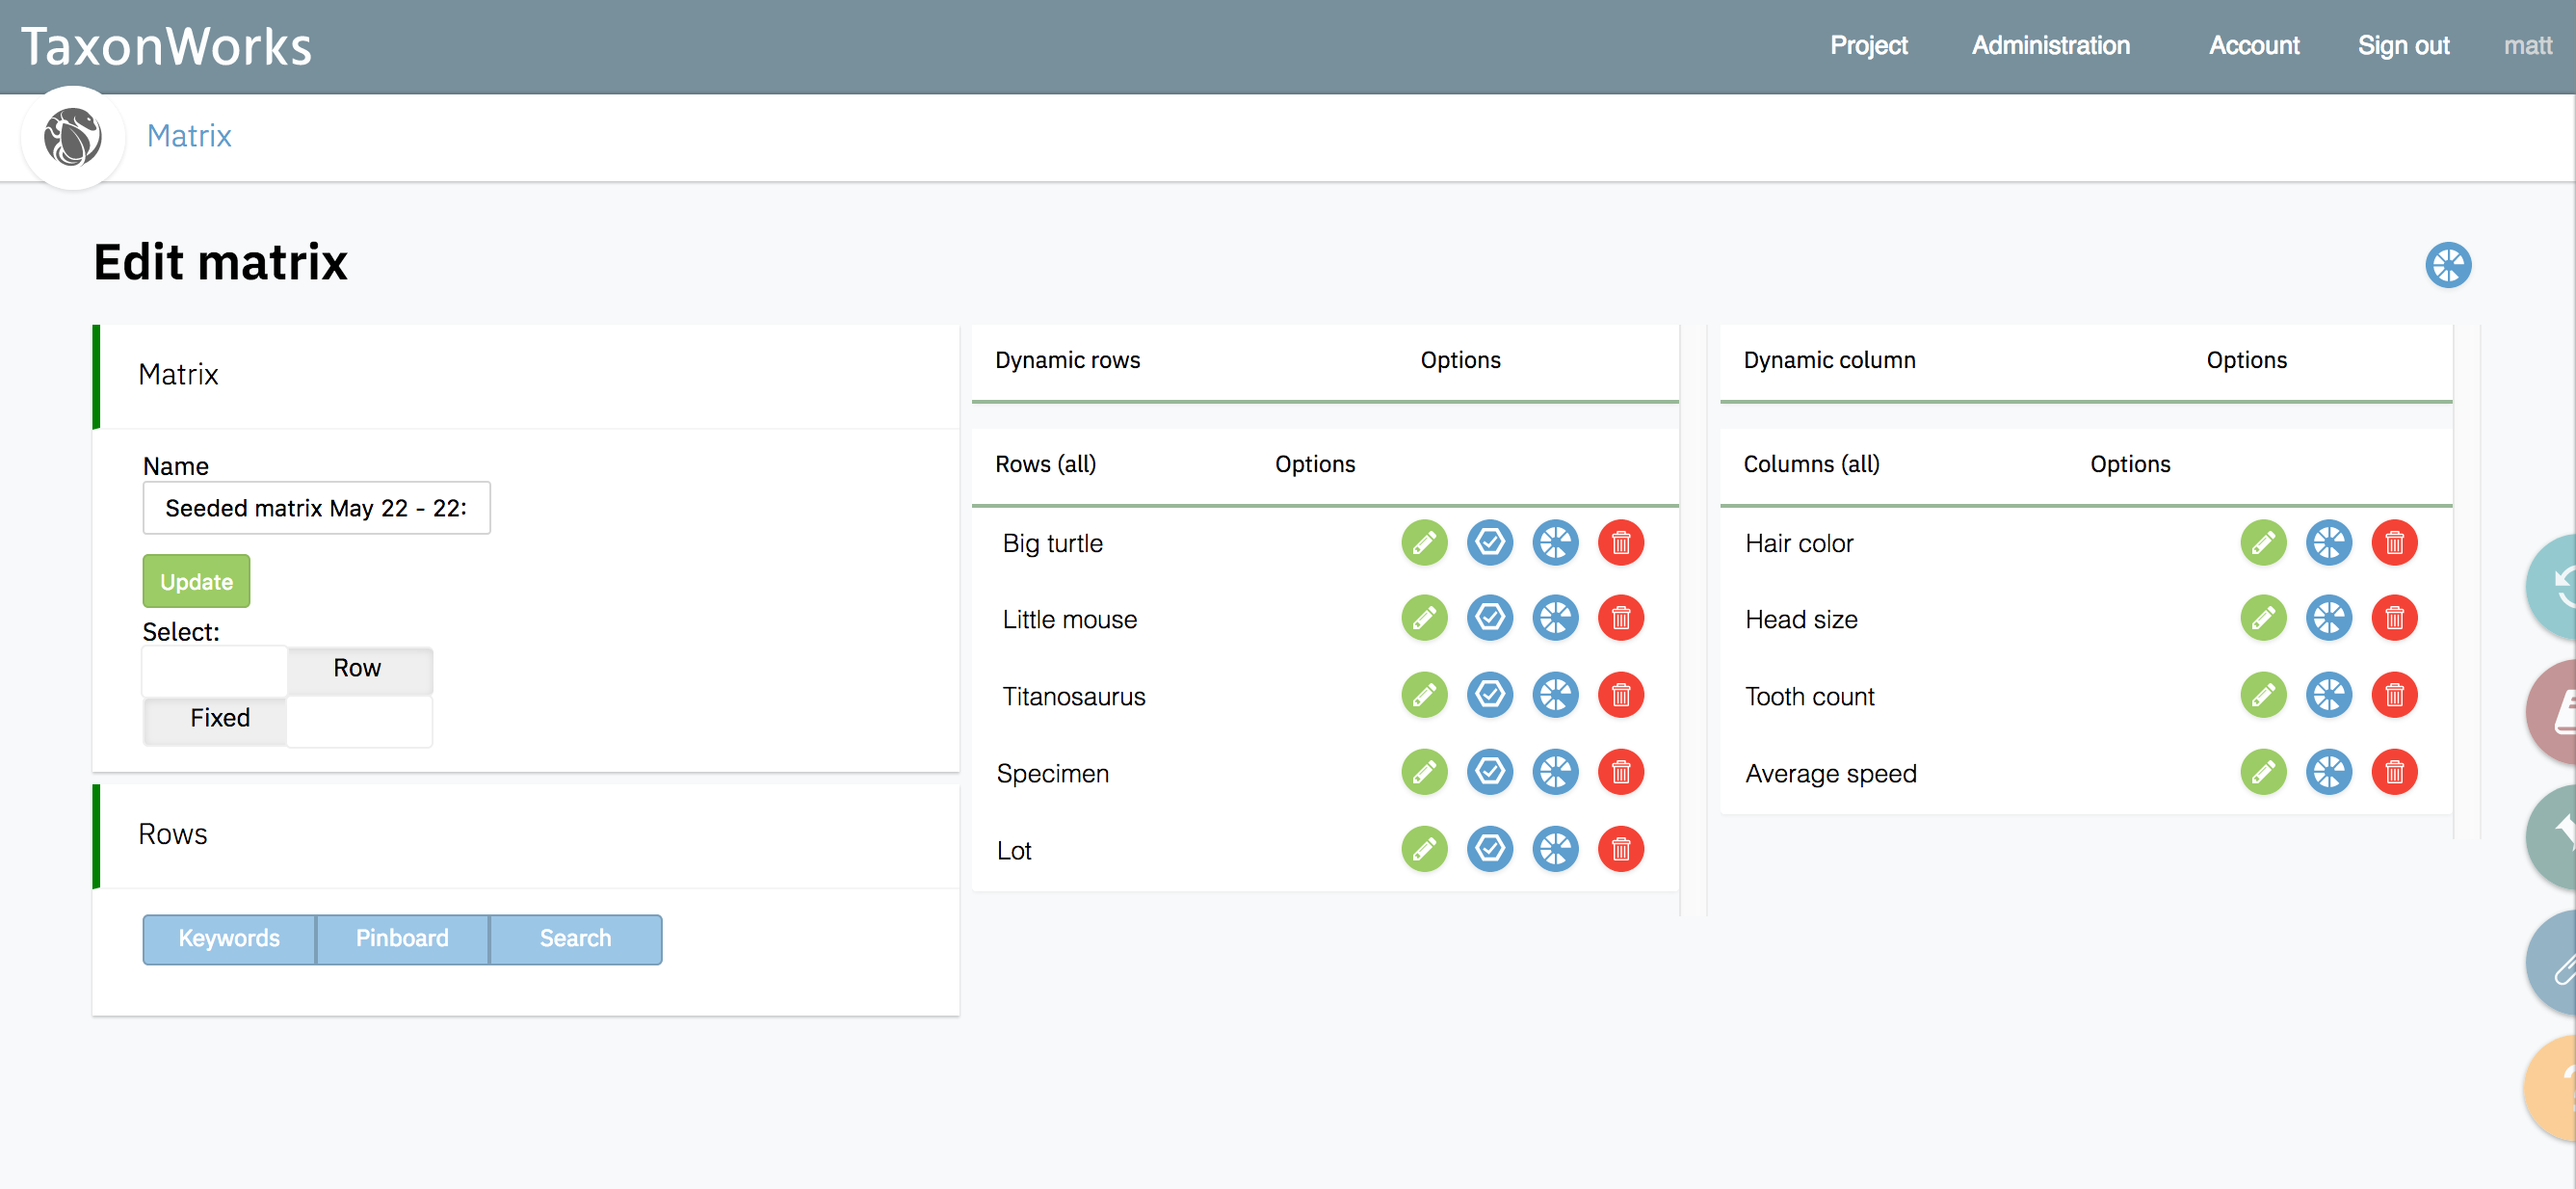 TaxonWorks
Project Administration Account Sign out matt
Matrix
Edit matrix
Matrix
Name
Seeded matrix May 22 - 22:
Update
Select:
Row
Fixed
Rows
Keywords Pinboard Search
Dynamic rows Options
Rows (all) Options
Big turtle
Little mouse
Titanosaurus
Specimen
Lot
Dynamic column Options
Columns (all) Options
Hair color
Head size
Tooth count
Average speed